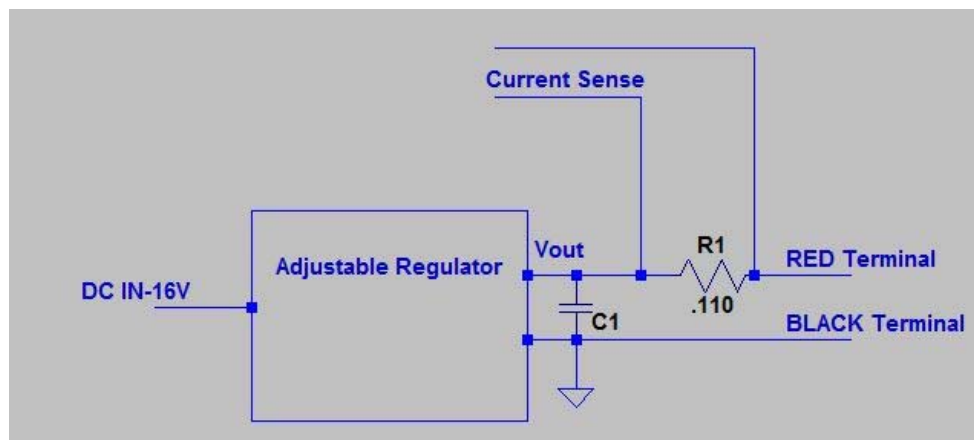 Current Sense
Vout
R1
Adjustable Regulator
RED Terminal
DC IN-16V
.110
C1
BLACK Terminal